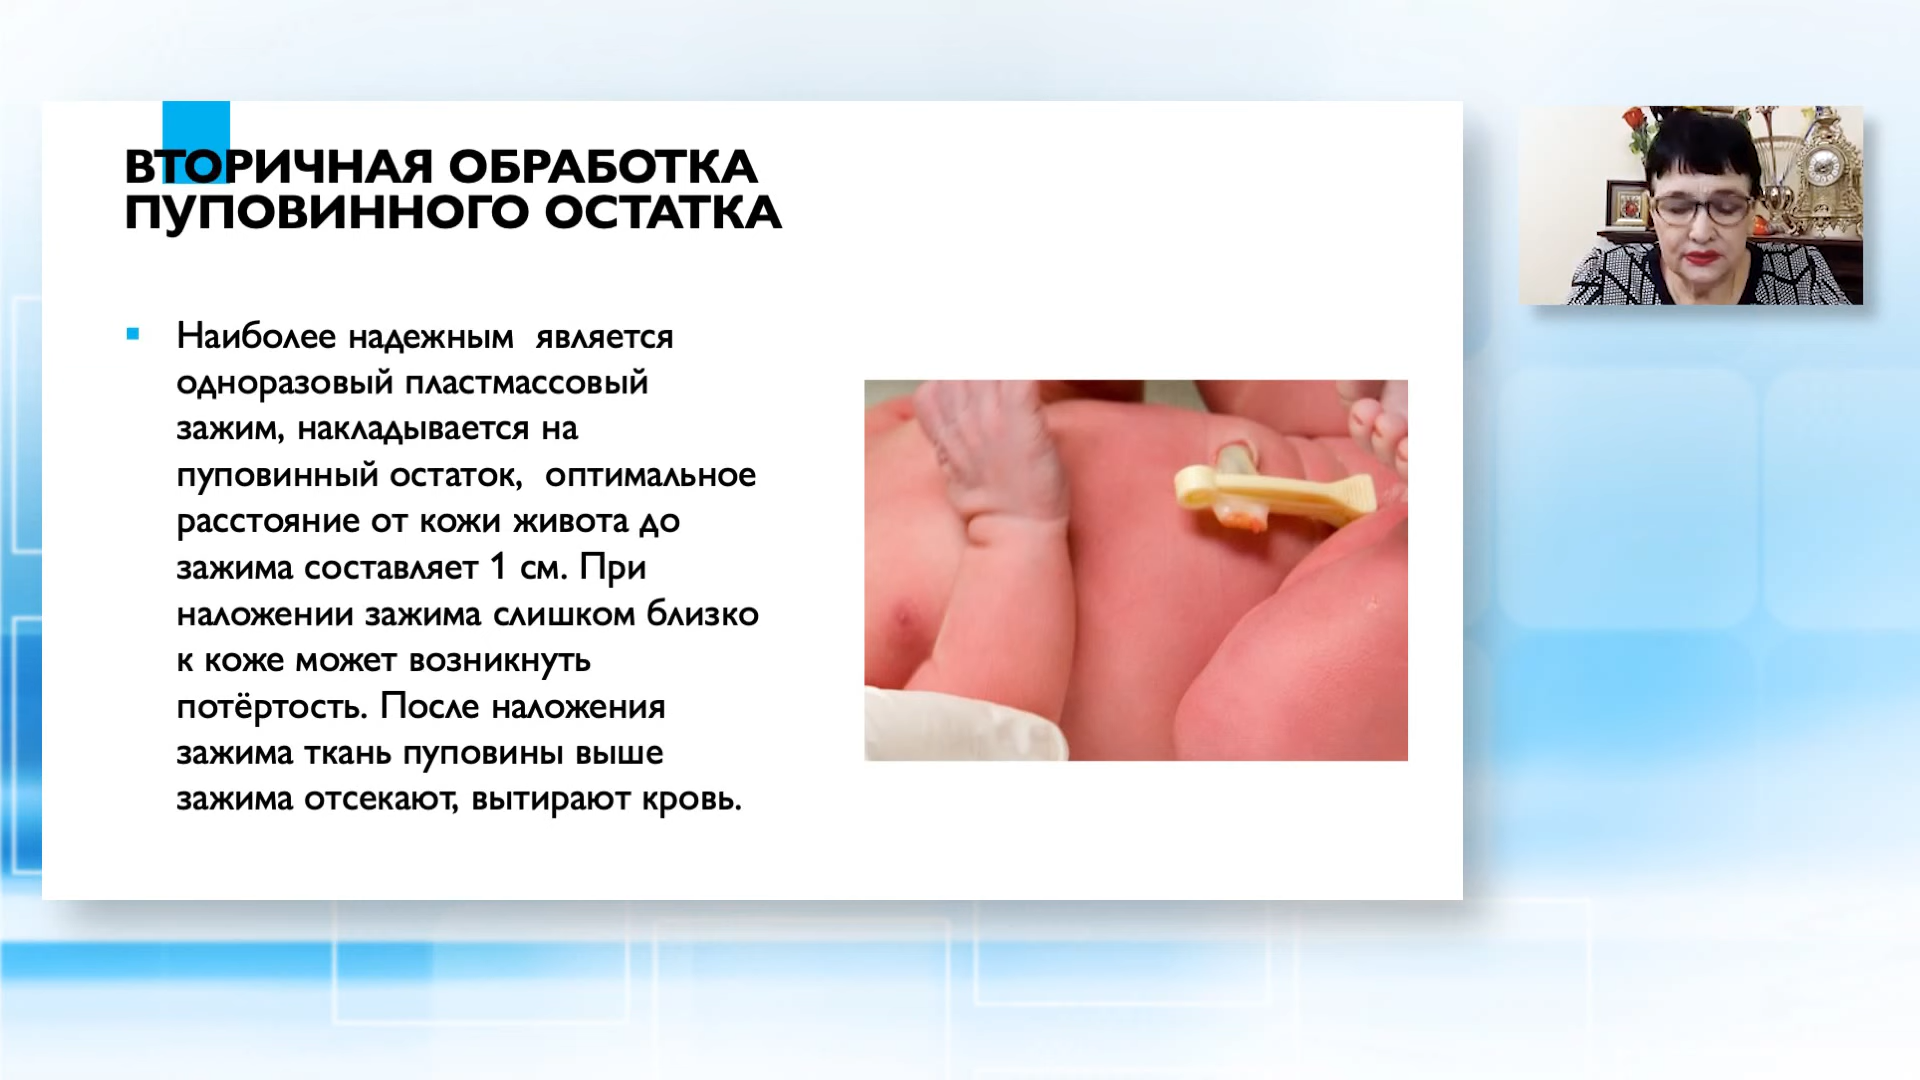 ВТОРИЧНАЯ ОБРАБОТКА
ПУПОВИННОГО ОСТАТКА
Наиболее надежным является
одноразовый пластмассовый
зажим, накладывается на
пуповинный остаток, оптимальное
расстояние от кожи живота до
зажима составляет 1 см. При
наложении зажима слишком близко
к коже может возникнуть
потёртость. После наложения
зажима ткань пуповины выше
зажима отсекают, вытирают кровь.